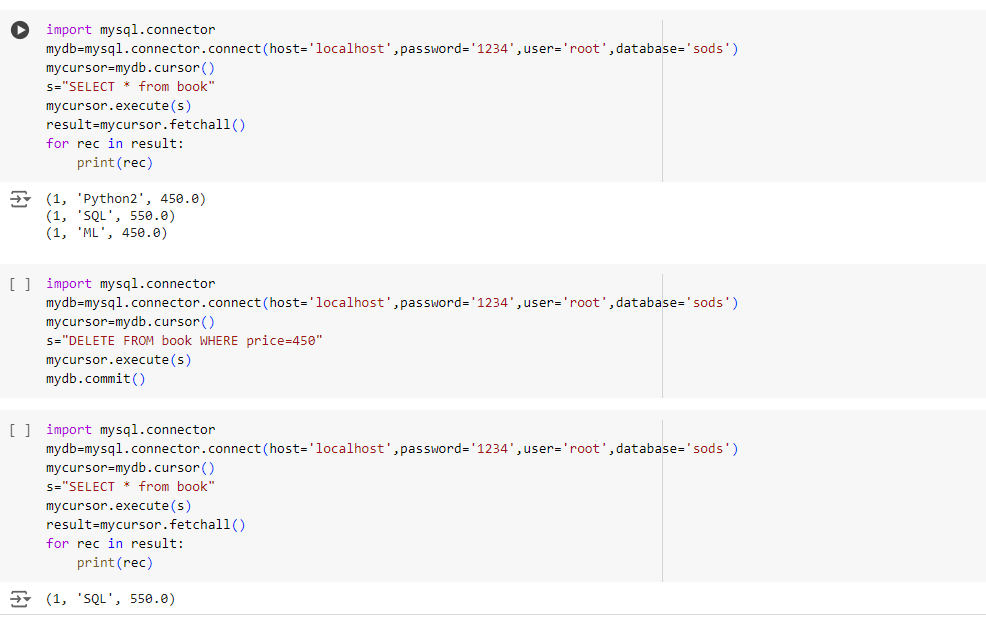 import mysql.connector
mydb=mysql.connector.connect(host='localhost',password='1234',user='root',database='sods')
mycursor=mydb.cursor()
s="SELECT * from book"
mycursor.execute(s)
result=mycursor.fetchall()
for rec in result:
    print(rec)
(1, 'Python2', 450.0)
(1, 'SQL', 550.0)
(1, 'ML', 450.0)
[ ] import mysql.connector
mydb=mysql.connector.connect(host='localhost',password='1234',user='root',database='sods')
mycursor=mydb.cursor()
s="DELETE FROM book WHERE price=450"
mycursor.execute(s)
mydb.commit()
[ ] import mysql.connector
mydb=mysql.connector.connect(host='localhost',password='1234',user='root',database='sods')
mycursor=mydb.cursor()
s="SELECT * from book"
mycursor.execute(s)
result=mycursor.fetchall()
for rec in result:
    print(rec)
(1, 'SQL', 550.0)